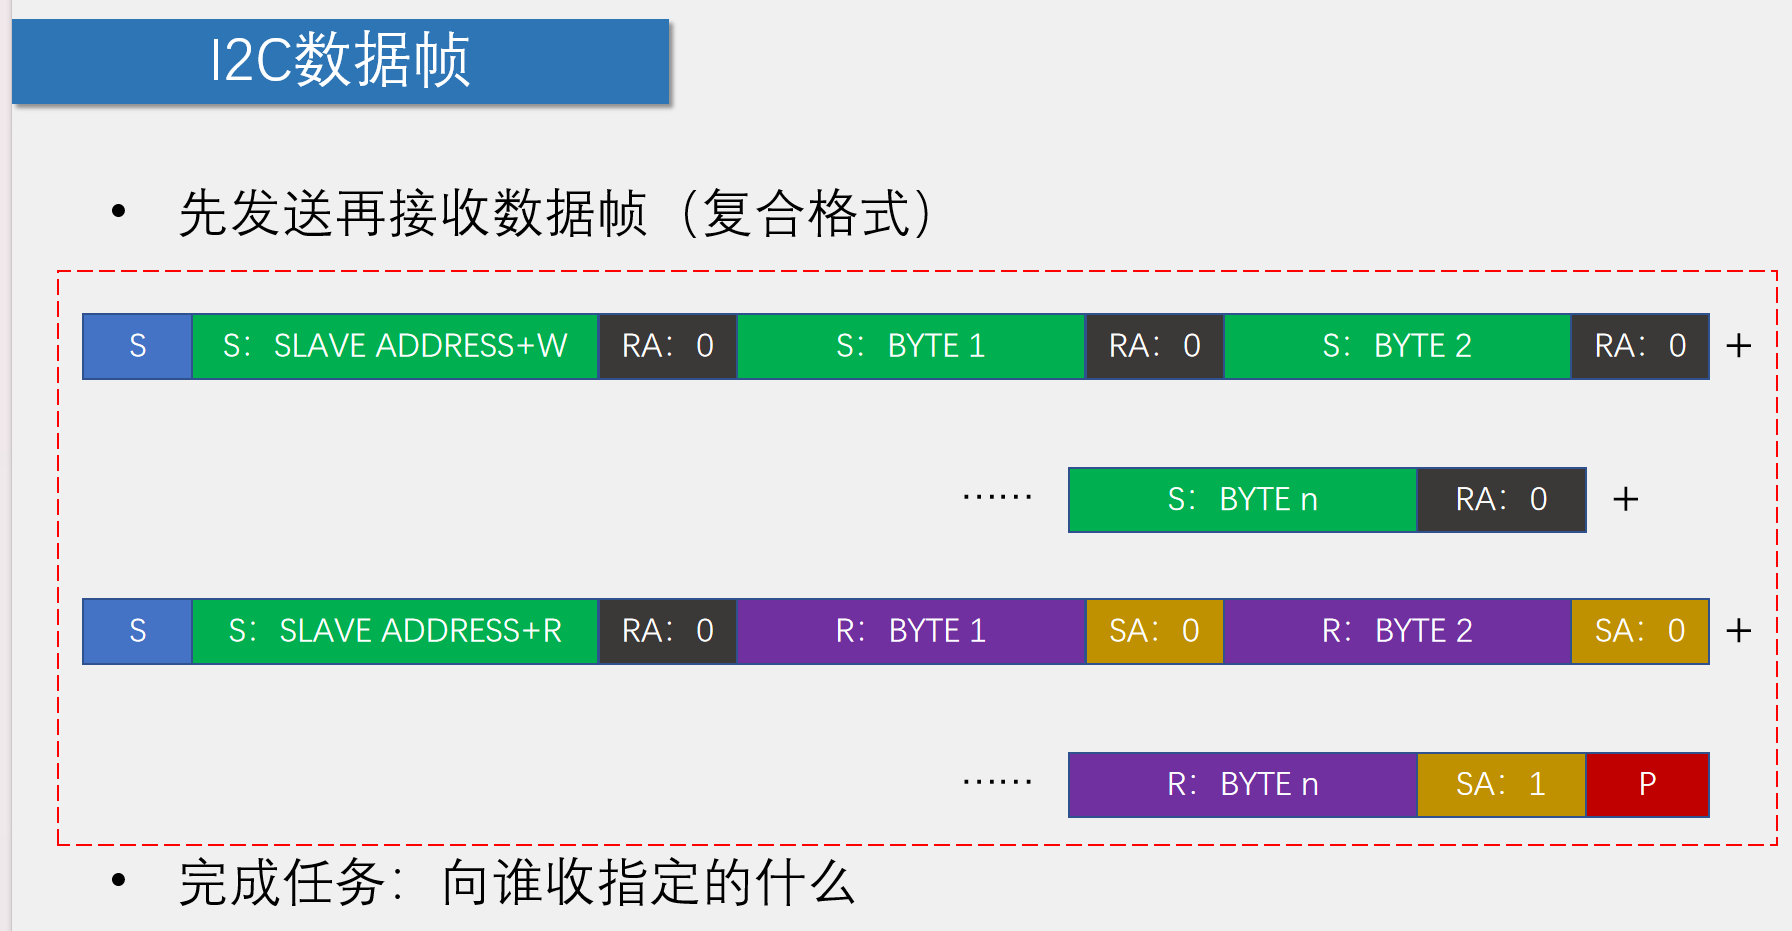 I2C数据帧
• 先发送再接收数据帧（复合格式）
S S：SLAVE ADDRESS+W RA：0 S：BYTE 1 RA：0 S：BYTE 2 RA：0 +
…… S：BYTE n RA：0 +
S S：SLAVE ADDRESS+R RA：0 R：BYTE 1 SA：0 R：BYTE 2 SA：0 +
…… R：BYTE n SA：1 P
• 完成任务：向谁收指定的什么